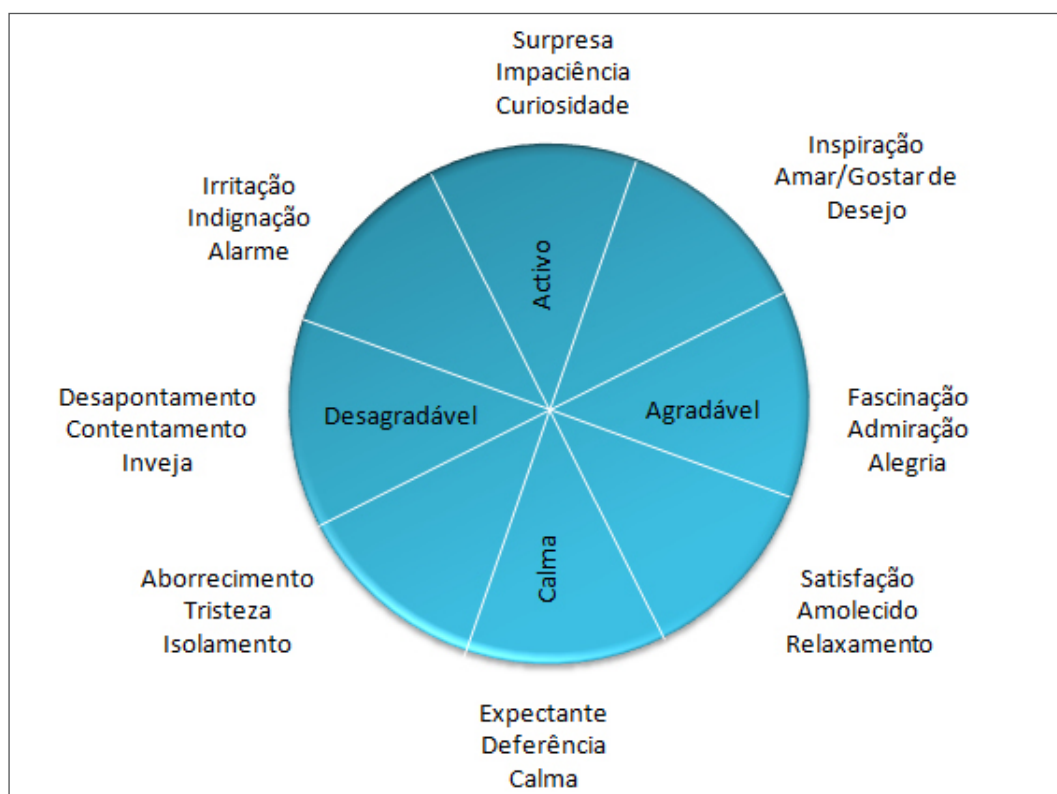 Surpresa
Impaciência
Curiosidade
Inspiração
Amar/Gostar de
Desejo
Irritação
Indignação
Alarme
Activo
Desapontamento
Contentamento
Inveja
Desagradável
Agradável
Fascinação
Admiração
Alegria
Aborrecimento
Tristeza
Isolamento
Calma
Satisfação
Amolecido
Relaxamento
Expectante
Deferência
Calma